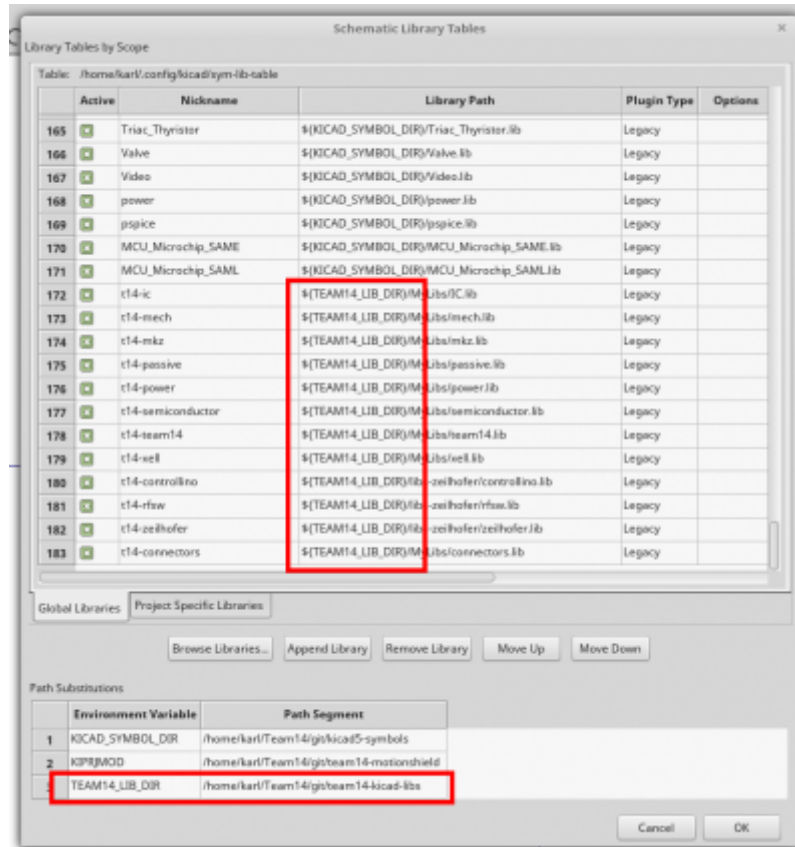 Schematic Library Tables
Library Tables by Scope
Table: /home/karl/.config/kicad/sym-lib-table
Active Nickname Library Path Plugin Type Options
165 Triac_Thyristor ${KICAD_SYMBOL_DIR}/Triac_Thyristor.lib Legacy
166 Valve ${KICAD_SYMBOL_DIR}/Valve.lib Legacy
167 Video ${KICAD_SYMBOL_DIR}/Video.lib Legacy
168 power ${KICAD_SYMBOL_DIR}/power.lib Legacy
169 pspice ${KICAD_SYMBOL_DIR}/pspice.lib Legacy
170 MCU_Microchip_SAME ${KICAD_SYMBOL_DIR}/MCU_Microchip_SAME.lib Legacy
171 MCU_Microchip_SAML ${KICAD_SYMBOL_DIR}/MCU_Microchip_SAML.lib Legacy
172 t14-ic ${TEAM14_LIB_DIR}/MyLibs/IC.lib Legacy
173 t14-mech ${TEAM14_LIB_DIR}/MyLibs/mech.lib Legacy
174 t14-mkz ${TEAM14_LIB_DIR}/MyLibs/mkz.lib Legacy
175 t14-passive ${TEAM14_LIB_DIR}/MyLibs/passive.lib Legacy
176 t14-power ${TEAM14_LIB_DIR}/MyLibs/power.lib Legacy
177 t14-semiconductor ${TEAM14_LIB_DIR}/MyLibs/semiconductor.lib Legacy
178 t14-team14 ${TEAM14_LIB_DIR}/MyLibs/team14.lib Legacy
179 t14-xell ${TEAM14_LIB_DIR}/MyLibs/xell.lib Legacy
180 t14-controllino ${TEAM14_LIB_DIR}/libs-zeilhofer/controllino.lib Legacy
181 t14-rfsw ${TEAM14_LIB_DIR}/libs-zeilhofer/rfsw.lib Legacy
182 t14-zeilhofer ${TEAM14_LIB_DIR}/libs-zeilhofer/zeilhofer.lib Legacy
183 t14-connectors ${TEAM14_LIB_DIR}/MyLibs/connectors.lib Legacy
Global Libraries Project Specific Libraries
Browse Libraries... Append Library Remove Library Move Up Move Down
Path Substitutions
Environment Variable Path Segment
1 KICAD_SYMBOL_DIR /home/karl/Team14/git/kicad5-symbols
2 KIPRJMOD /home/karl/Team14/git/team14-motionshield
3 TEAM14_LIB_DIR /home/karl/Team14/git/team14-kicad-libs
Cancel OK